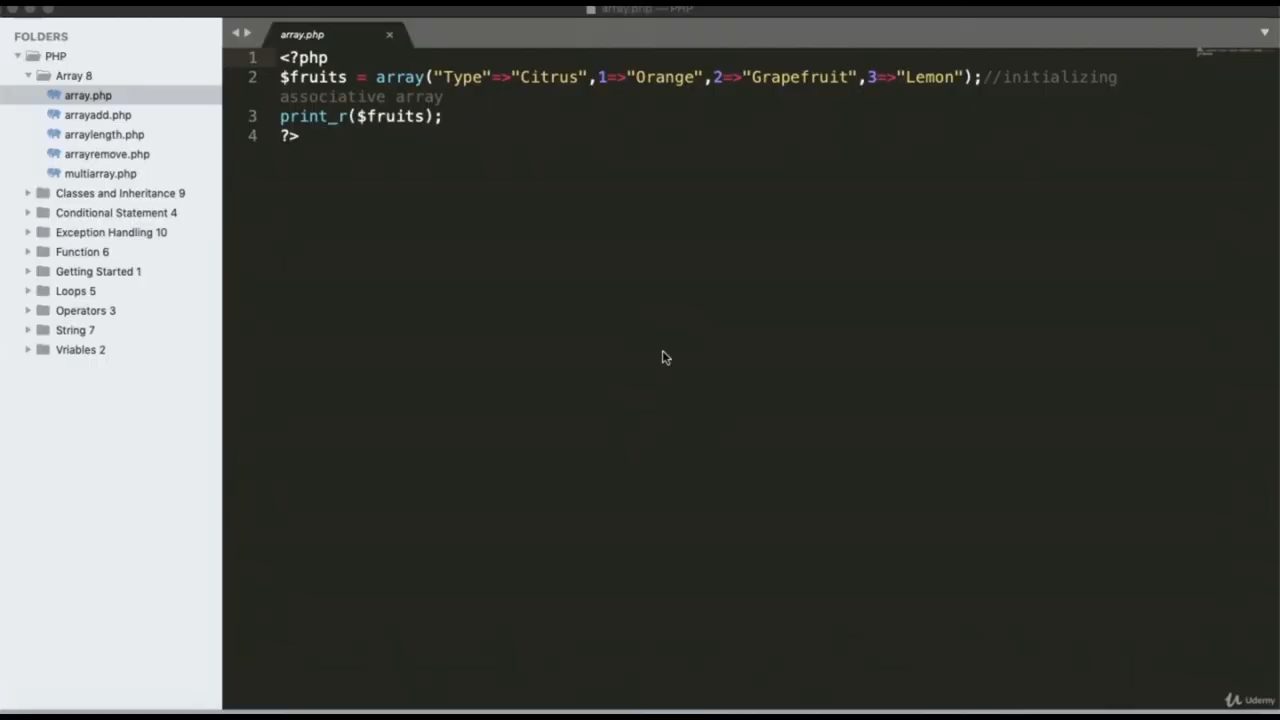 array.php — PHP
FOLDERS
PHP
Array 8
array.php
arrayadd.php
arraylength.php
arrayremove.php
multiarray.php
Classes and Inheritance 9
Conditional Statement 4
Exception Handling 10
Function 6
Getting Started 1
Loops 5
Operators 3
String 7
Vriables 2
array.php ×
1 <?php
2 $fruits = array("Type"=>"Citrus",1=>"Orange",2=>"Grapefruit",3=>"Lemon");//initializing
associative array
3 print_r($fruits);
4 ?>
Udemy